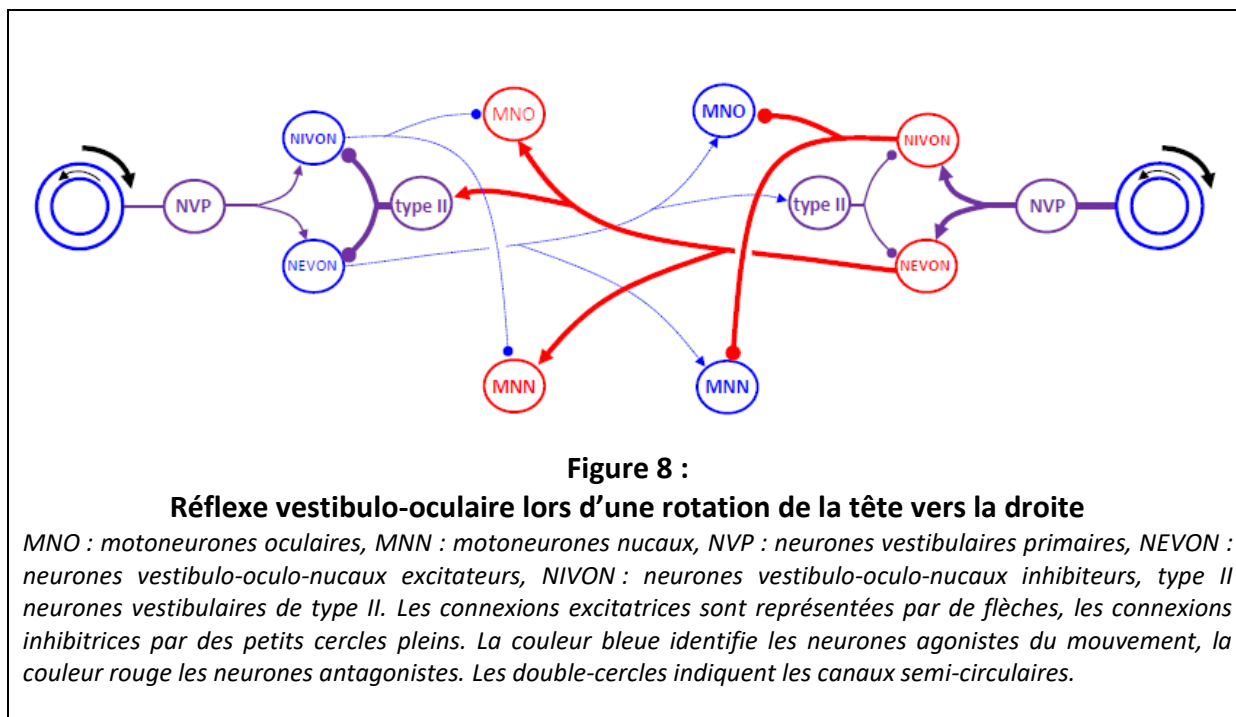 MNO MNO
NIVON NIVON
NVP type II type II NVP
NEVON NEVON
MNN MNN
Figure 8 :
Réflexe vestibulo-oculaire lors d’une rotation de la tête vers la droite
MNO : motoneurones oculaires, MNN : motoneurones nucaux, NVP : neurones vestibulaires primaires, NEVON :
neurones vestibulo-oculo-nucaux excitateurs, NIVON : neurones vestibulo-oculo-nucaux inhibiteurs, type II
neurones vestibulaires de type II. Les connexions excitatrices sont représentées par de flèches, les connexions
inhibitrices par des petits cercles pleins. La couleur bleue identifie les neurones agonistes du mouvement, la
couleur rouge les neurones antagonistes. Les double-cercles indiquent les canaux semi-circulaires.